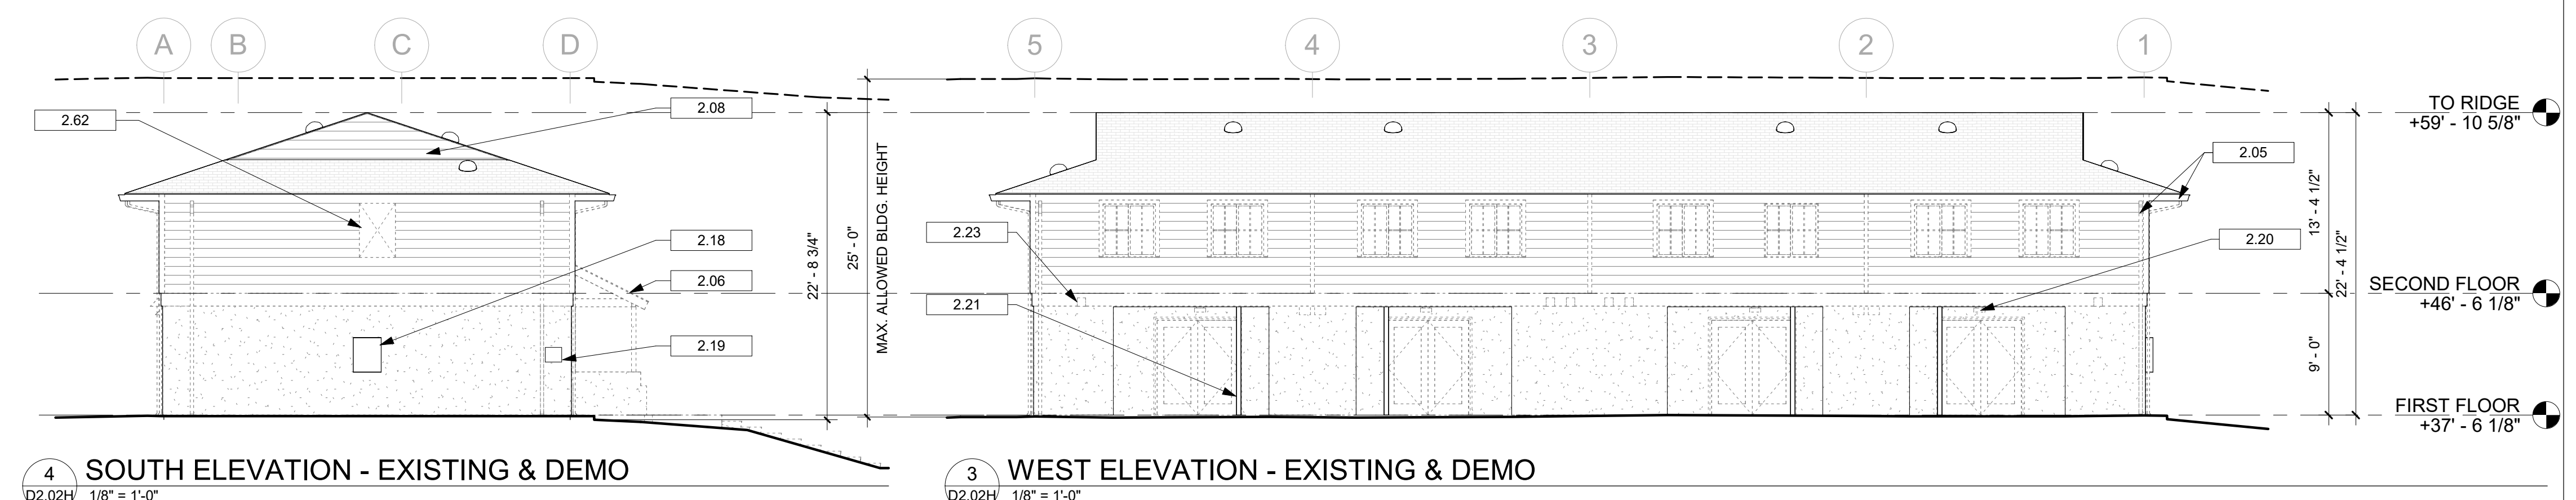 A B C D
2.62
2.08
2.18
2.06
2.19
22' - 8 3/4"
25' - 0"
MAX. ALLOWED BLDG. HEIGHT
4
SOUTH ELEVATION - EXISTING & DEMO
D2.02H 1/8" = 1'-0"
5 4 3 2 1
2.05
2.23
2.20
2.21
13' - 4 1/2"
22' - 4 1/2"
9' - 0"
TO RIDGE
+59' - 10 5/8"
SECOND FLOOR
+46' - 6 1/8"
FIRST FLOOR
+37' - 6 1/8"
3
WEST ELEVATION - EXISTING & DEMO
D2.02H 1/8" = 1'-0"